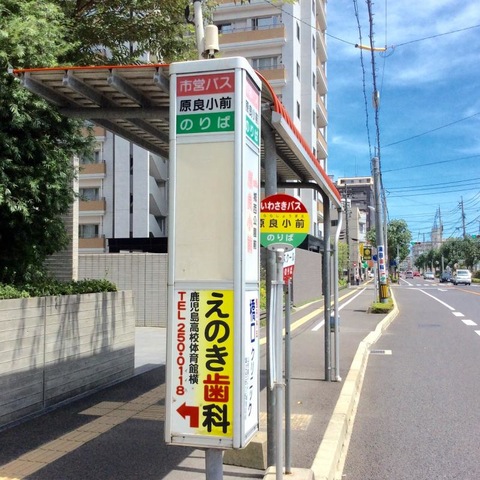 市営バス
原良小前
のりば
いわさきバス
原良小前
のりば
えのき歯科
鹿児島高校体育館横
TEL 250-0118